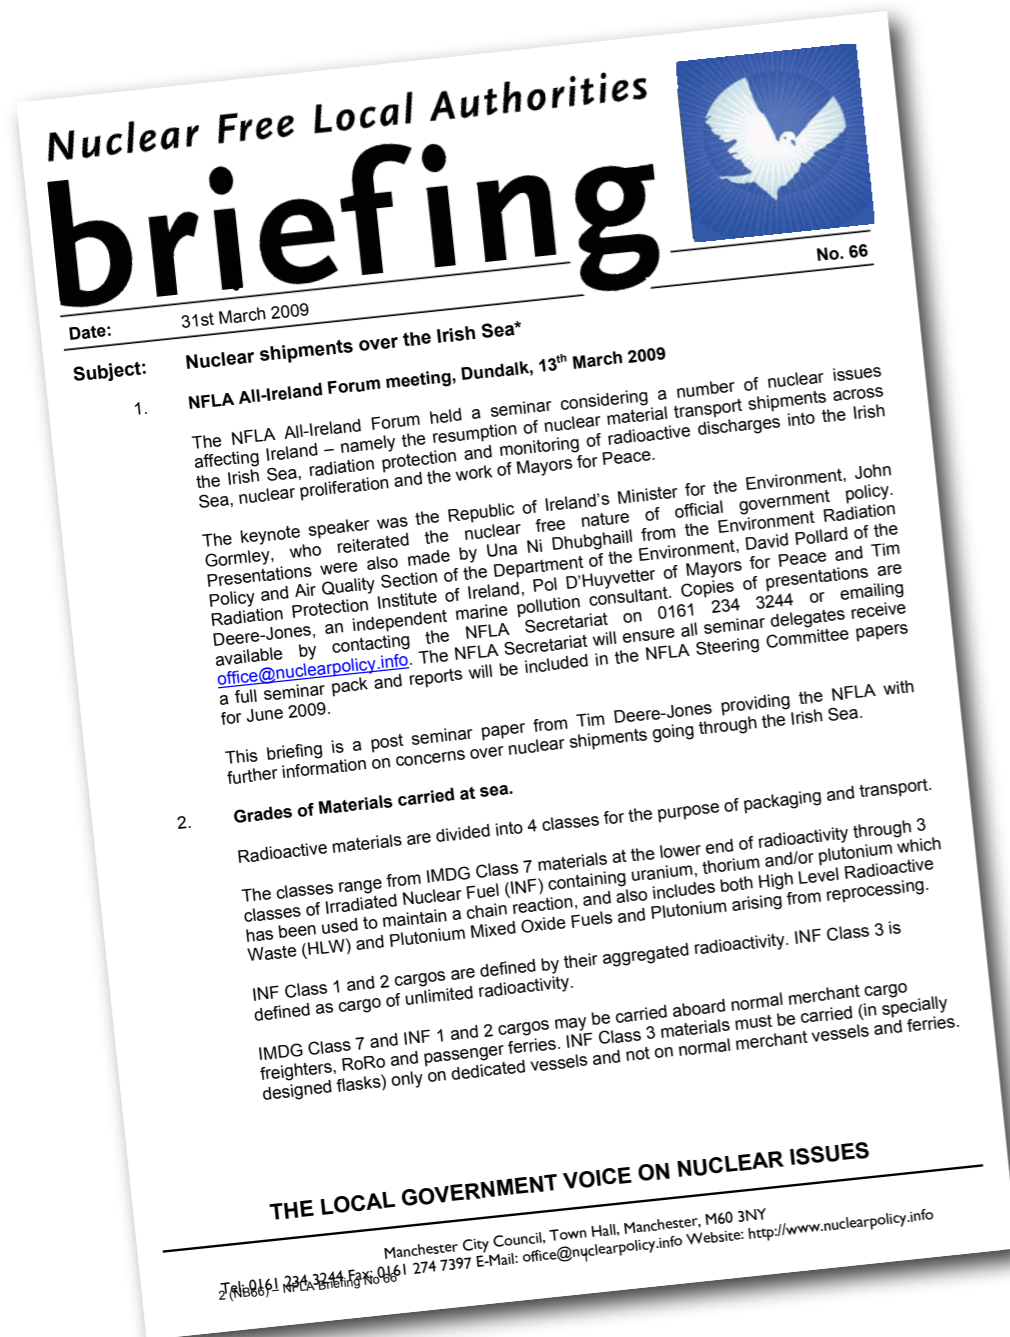 Nuclear Free Local Authorities
briefing
No. 66
Date: 31st March 2009
Subject: Nuclear shipments over the Irish Sea*
1. NFLA All-Ireland Forum meeting, Dundalk, 13th March 2009
The NFLA All-Ireland Forum held a seminar considering a number of nuclear issues
affecting Ireland – namely the resumption of nuclear material transport shipments across
the Irish Sea, radiation protection and monitoring of radioactive discharges into the Irish
Sea, nuclear proliferation and the work of Mayors for Peace.
The keynote speaker was the Republic of Ireland's Minister for the Environment, John
Gormley, who reiterated the nuclear free nature of official government policy.
Presentations were also made by Una Ni Dhubghaill from the Environment Radiation
Policy and Air Quality Section of the Department of the Environment, David Pollard of the
Radiation Protection Institute of Ireland, Pol D'Huyvetter of Mayors for Peace and Tim
Deere-Jones, an independent marine pollution consultant. Copies of presentations are
available by contacting the NFLA Secretariat on 0161 234 3244 or emailing
office@nuclearpolicy.info. The NFLA Secretariat will ensure all seminar delegates receive
a full seminar pack and reports will be included in the NFLA Steering Committee papers
for June 2009.
This briefing is a post seminar paper from Tim Deere-Jones providing the NFLA with
further information on concerns over nuclear shipments going through the Irish Sea.
2. Grades of Materials carried at sea.
Radioactive materials are divided into 4 classes for the purpose of packaging and transport.
The classes range from IMDG Class 7 materials at the lower end of radioactivity through 3
classes of Irradiated Nuclear Fuel (INF) containing uranium, thorium and/or plutonium which
has been used to maintain a chain reaction, and also includes both High Level Radioactive
Waste (HLW) and Plutonium Mixed Oxide Fuels and Plutonium arising from reprocessing.
INF Class 1 and 2 cargos are defined by their aggregated radioactivity. INF Class 3 is
defined as cargo of unlimited radioactivity.
IMDG Class 7 and INF 1 and 2 cargos may be carried aboard normal merchant cargo
freighters, RoRo and passenger ferries. INF Class 3 materials must be carried (in specially
designed flasks) only on dedicated vessels and not on normal merchant vessels and ferries.
THE LOCAL GOVERNMENT VOICE ON NUCLEAR ISSUES
Manchester City Council, Town Hall, Manchester, M60 3NY
Tel: 0161 234 3244 Fax: 0161 274 7397 E-Mail: office@nuclearpolicy.info Website: http://www.nuclearpolicy.info
1
2 (NB66) – NFLA Briefing No 66